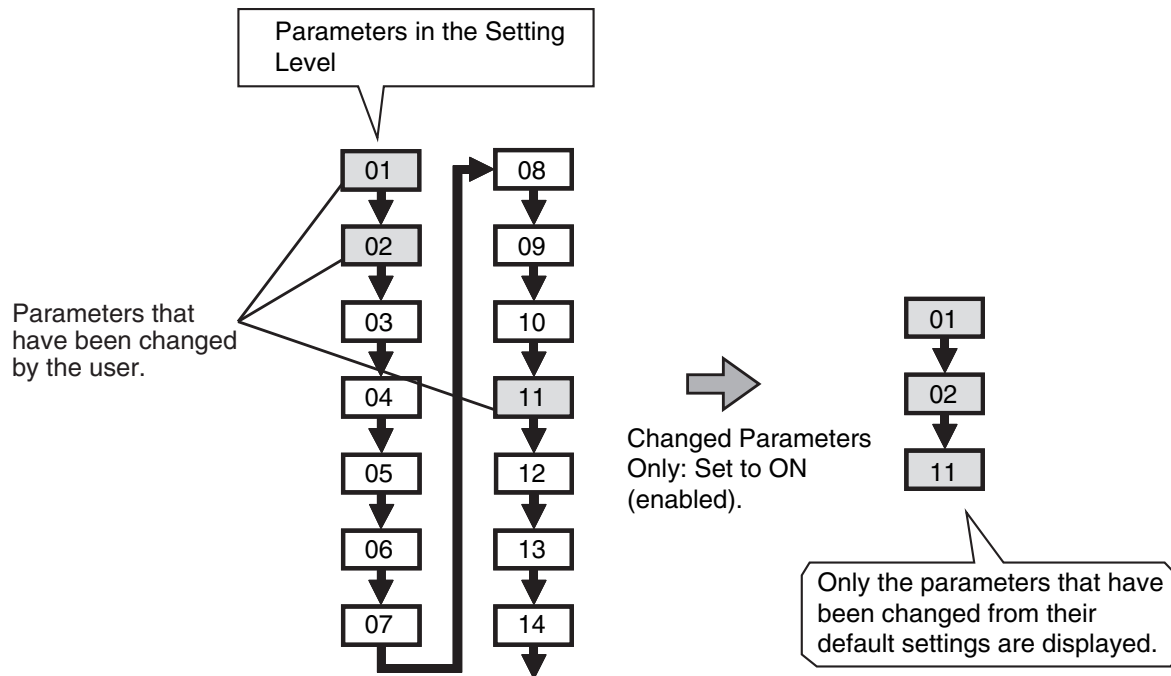 Parameters in the Setting
Level
01
02
03
04
05
06
07
08
09
10
11
12
13
14
Parameters that
have been changed
by the user.
Changed Parameters
Only: Set to ON
(enabled).
01
02
11
Only the parameters that have
been changed from their
default settings are displayed.